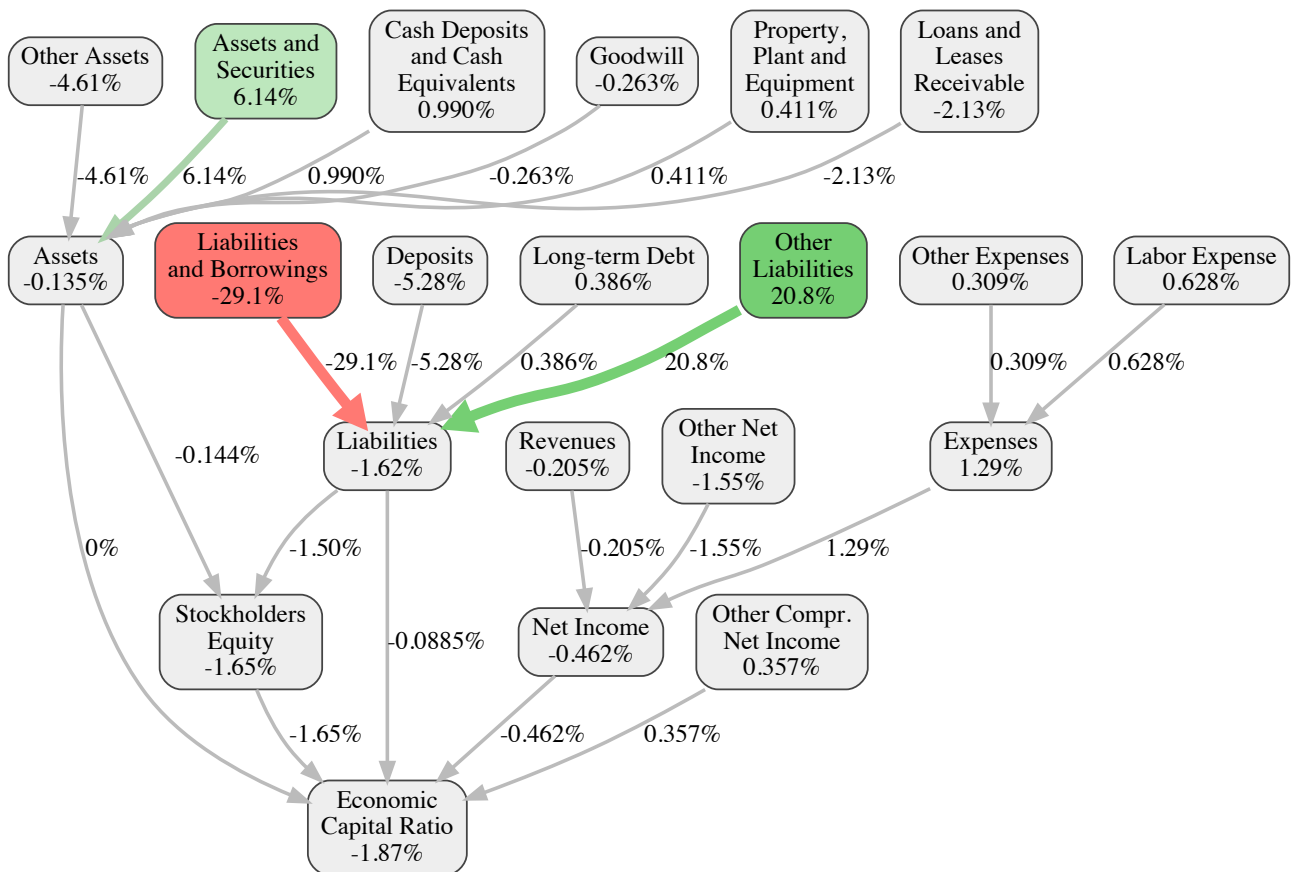 Other Assets
-4.61%
Assets and
Securities
6.14%
Cash Deposits
and Cash
Equivalents
0.990%
Goodwill
-0.263%
Property,
Plant and
Equipment
0.411%
Loans and
Leases
Receivable
-2.13%
-4.61%
6.14%
0.990%
-0.263%
0.411%
-2.13%
Assets
-0.135%
Liabilities
and Borrowings
-29.1%
Deposits
-5.28%
Long-term Debt
0.386%
Other
Liabilities
20.8%
Other Expenses
0.309%
Labor Expense
0.628%
-29.1%
-5.28%
0.386%
20.8%
0.309%
0.628%
-0.144%
Liabilities
-1.62%
Revenues
-0.205%
Other Net
Income
-1.55%
Expenses
1.29%
0%
-1.50%
-0.205%
-1.55%
1.29%
Stockholders
Equity
-1.65%
-0.0885%
Net Income
-0.462%
Other Compr.
Net Income
0.357%
-1.65%
-0.462%
0.357%
Economic
Capital Ratio
-1.87%